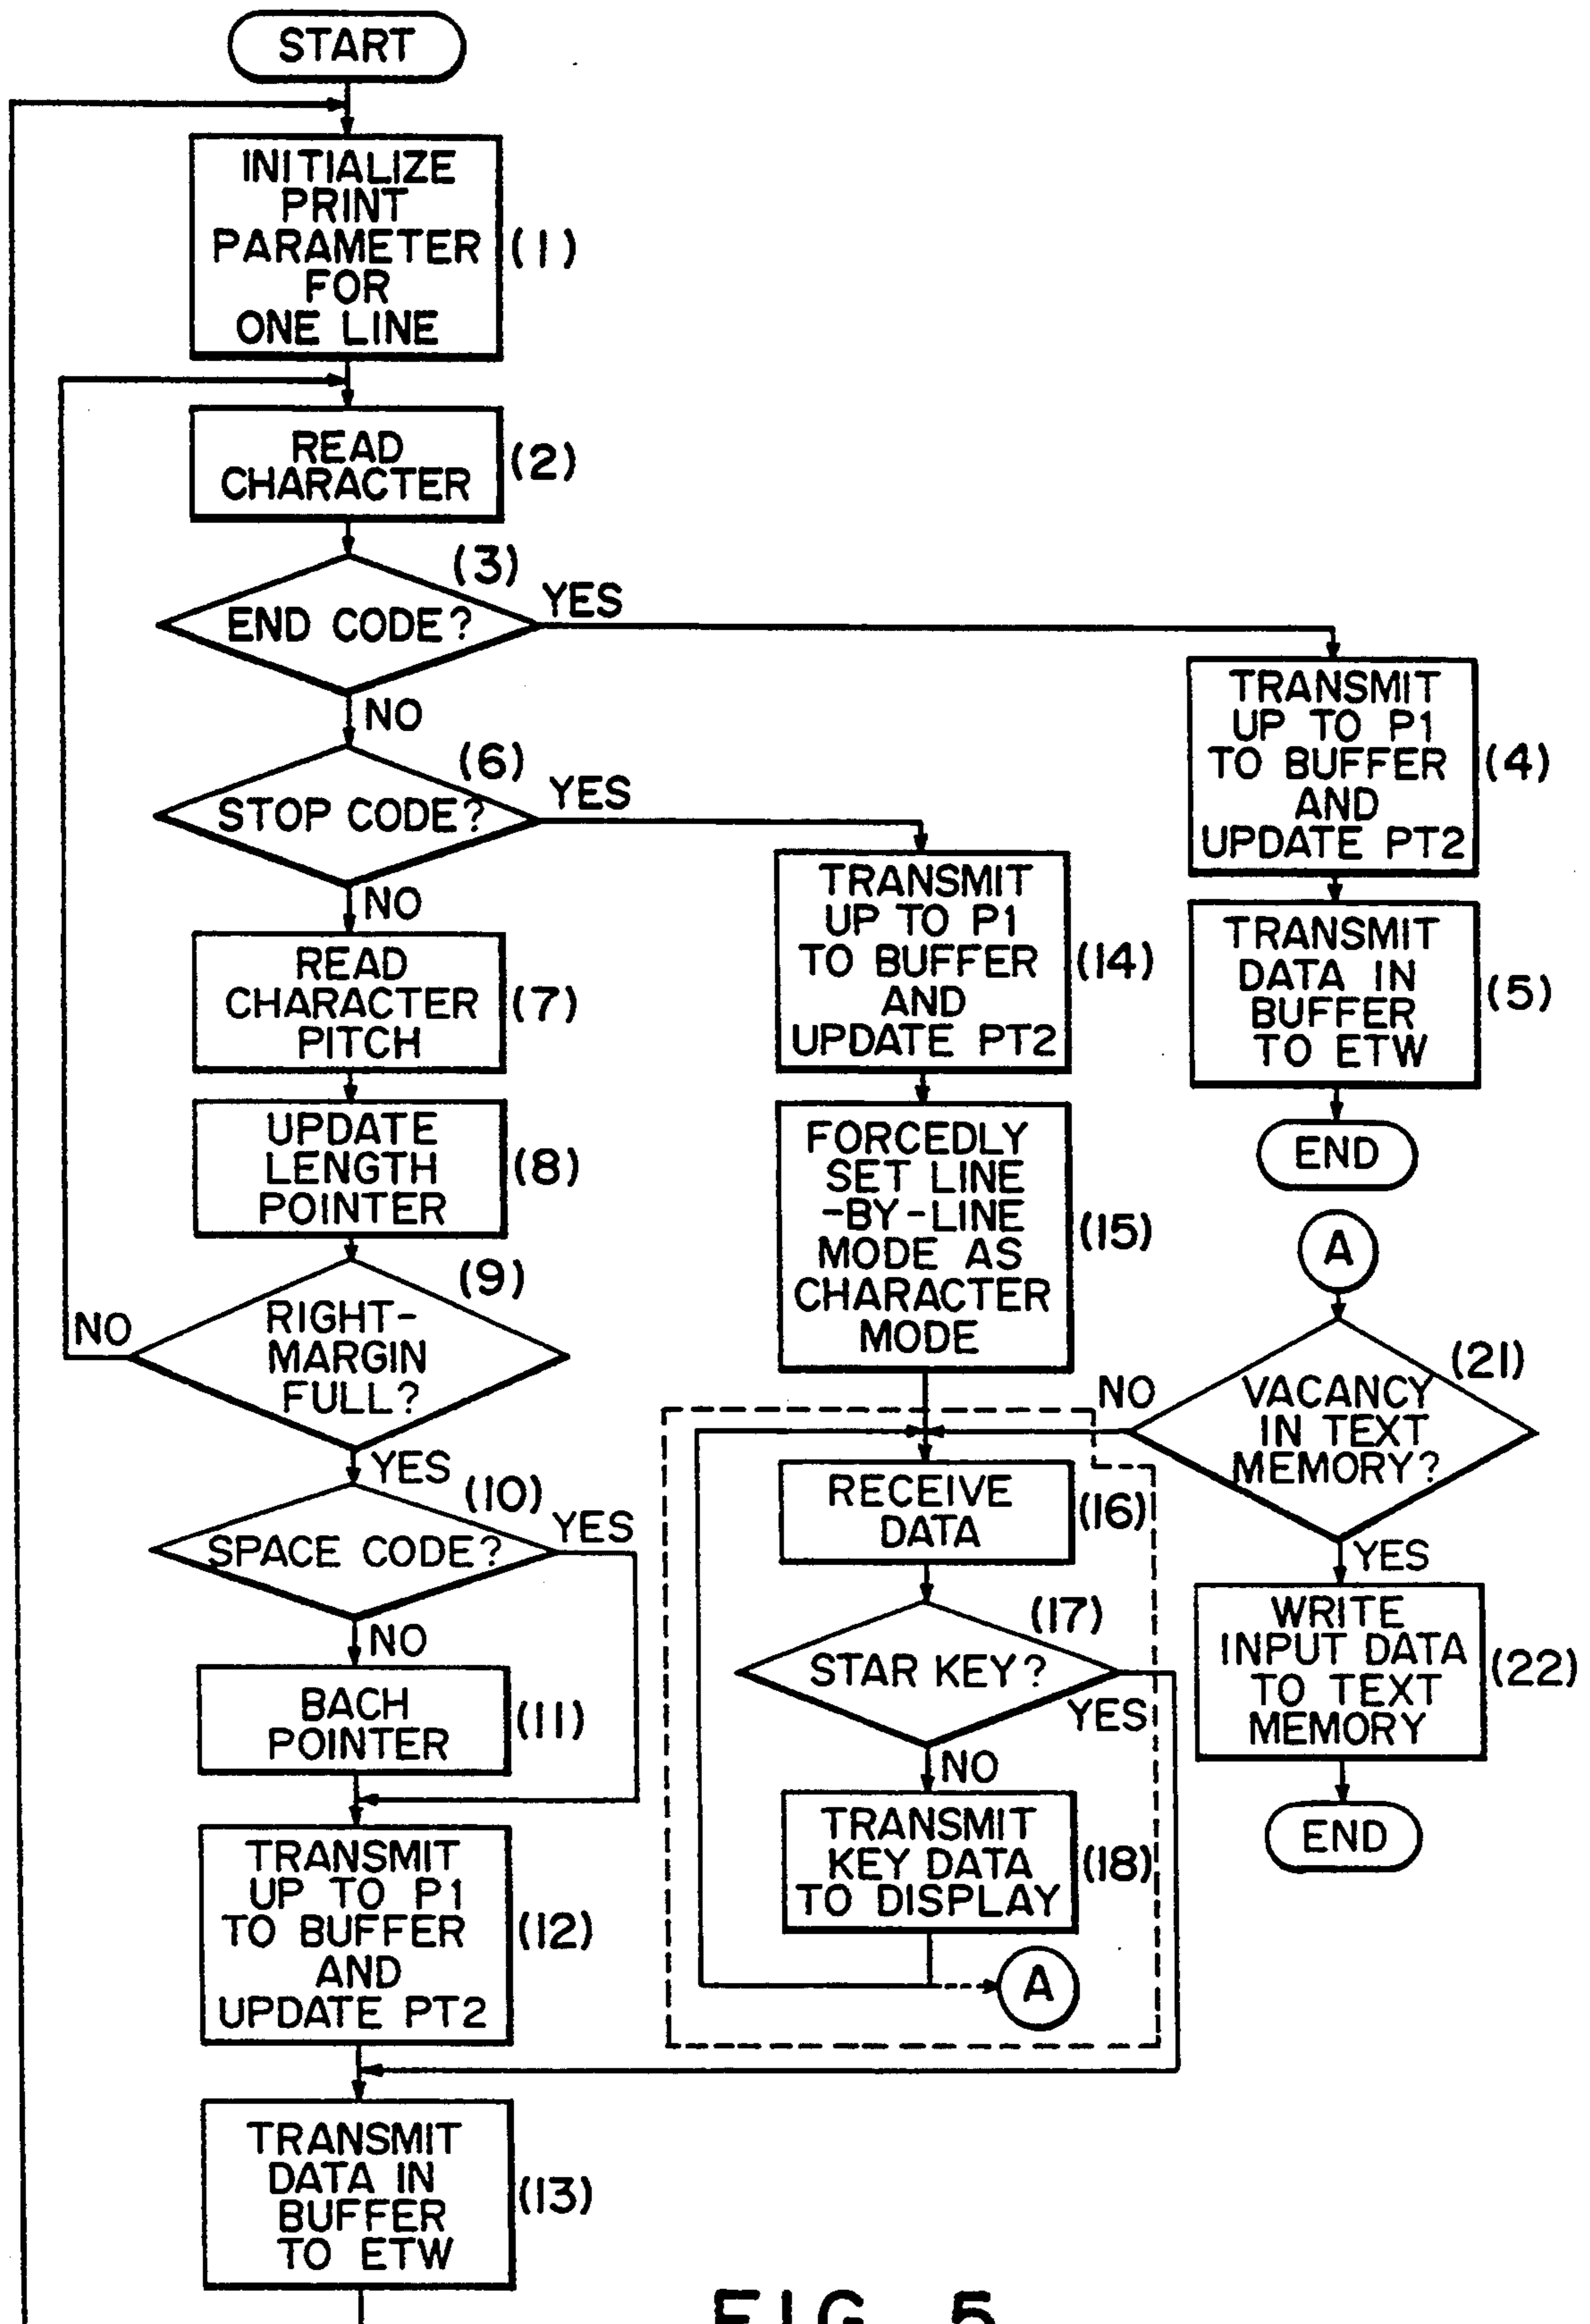 START
INITIALIZE
PRINT
PARAMETER
FOR
ONE LINE
(1)
READ
CHARACTER
(2)
(3)
END CODE?
YES
NO
TRANSMIT
UP TO P1
TO BUFFER
AND
UPDATE PT2
(4)
TRANSMIT
DATA IN
BUFFER
TO ETW
(5)
END
(6)
STOP CODE?
YES
NO
READ
CHARACTER
PITCH
(7)
UPDATE
LENGTH
POINTER
(8)
(9)
RIGHT-
MARGIN
FULL?
NO
YES
(10)
SPACE CODE?
YES
NO
BACH
POINTER
(11)
TRANSMIT
UP TO P1
TO BUFFER
AND
UPDATE PT2
(12)
TRANSMIT
DATA IN
BUFFER
TO ETW
(13)
TRANSMIT
UP TO P1
TO BUFFER
AND
UPDATE PT2
(14)
FORCEDLY
SET LINE
-BY-LINE
MODE AS
CHARACTER
MODE
(15)
RECEIVE
DATA
(16)
(17)
STAR KEY?
YES
NO
TRANSMIT
KEY DATA
TO DISPLAY
(18)
A
A
(21)
VACANCY
IN TEXT
MEMORY?
NO
YES
WRITE
INPUT DATA
TO TEXT
MEMORY
(22)
END
FIG. 5